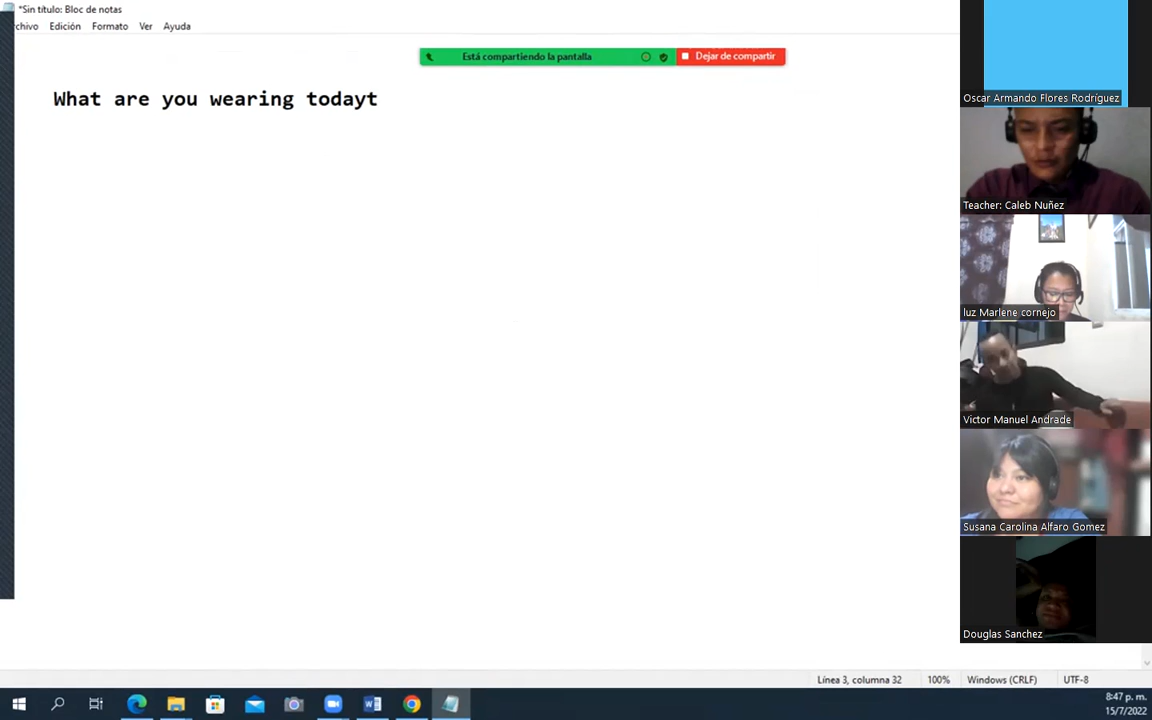 *Sin título: Bloc de notas
chivo Edición Formato Ver Ayuda
Está compartiendo la pantalla Dejar de compartir
What are you wearing todayt
Oscar Armando Flores Rodríguez
Teacher: Caleb Nuñez
luz Marlene cornejo
Victor Manuel Andrade
Susana Carolina Alfaro Gomez
Douglas Sanchez
Línea 3, columna 32 100% Windows (CRLF) UTF-8
8:47 p. m.
15/7/2022